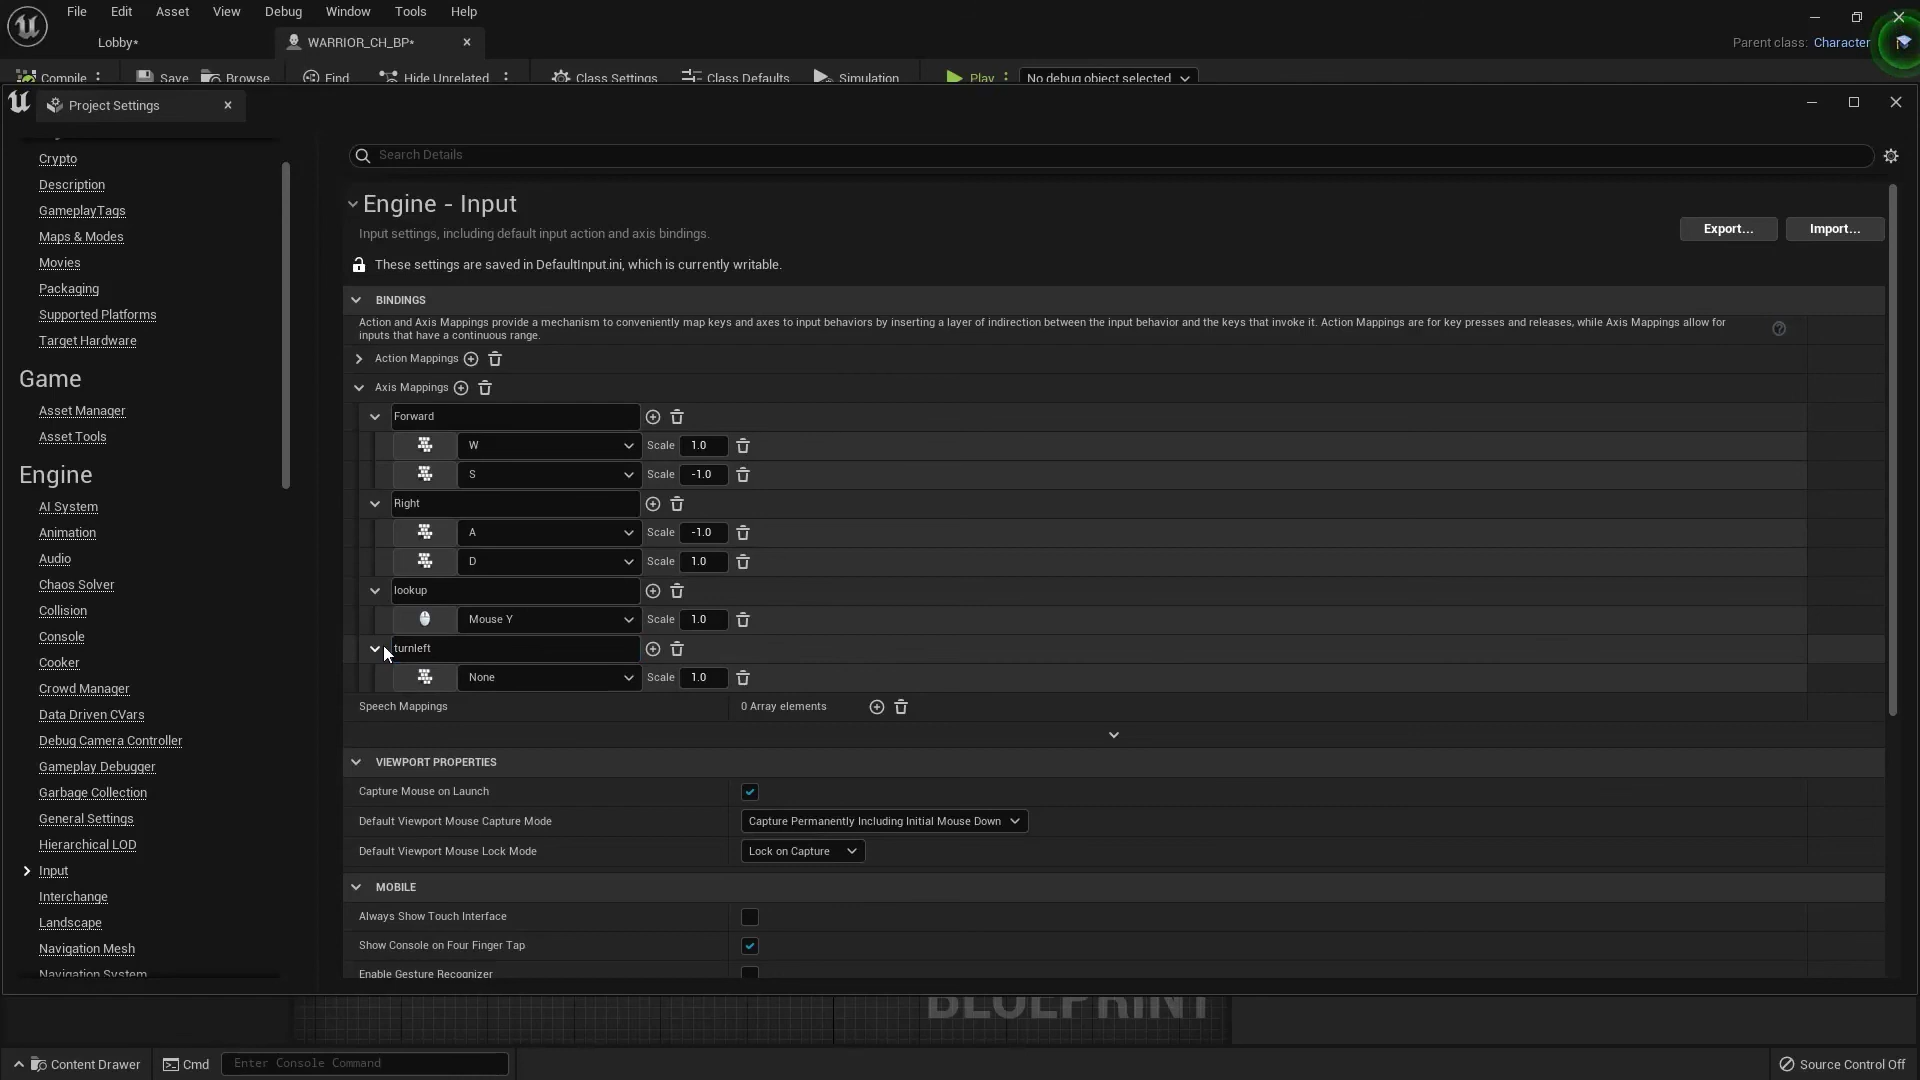 File Edit Asset View Debug Window Tools Help
Lobby* WARRIOR_CH_BP* Parent class: Character
Compile Save Browse Find Hide Unrelated Class Settings Class Defaults Simulation Play No debug object selected
Project Settings
Search Details
Crypto
Description
GameplayTags
Maps & Modes
Movies
Packaging
Supported Platforms
Target Hardware
Game
Asset Manager
Asset Tools
Engine
AI System
Animation
Audio
Chaos Solver
Collision
Console
Cooker
Crowd Manager
Data Driven CVars
Debug Camera Controller
Gameplay Debugger
Garbage Collection
General Settings
Hierarchical LOD
Input
Interchange
Landscape
Navigation Mesh
Navigation System
Engine - Input
Input settings, including default input action and axis bindings.
Export... Import...
These settings are saved in DefaultInput.ini, which is currently writable.
BINDINGS
Action and Axis Mappings provide a mechanism to conveniently map keys and axes to input behaviors by inserting a layer of indirection between the input behavior and the keys that invoke it. Action Mappings are for key presses and releases, while Axis Mappings allow for
inputs that have a continuous range.
Action Mappings
Axis Mappings
Forward
W Scale 1.0
S Scale -1.0
Right
A Scale -1.0
D Scale 1.0
lookup
Mouse Y Scale 1.0
turnleft
None Scale 1.0
Speech Mappings 0 Array elements
VIEWPORT PROPERTIES
Capture Mouse on Launch
Default Viewport Mouse Capture Mode Capture Permanently Including Initial Mouse Down
Default Viewport Mouse Lock Mode Lock on Capture
MOBILE
Always Show Touch Interface
Show Console on Four Finger Tap
Enable Gesture Recognizer
BLUEPRINT
Content Drawer Cmd Enter Console Command Source Control Off